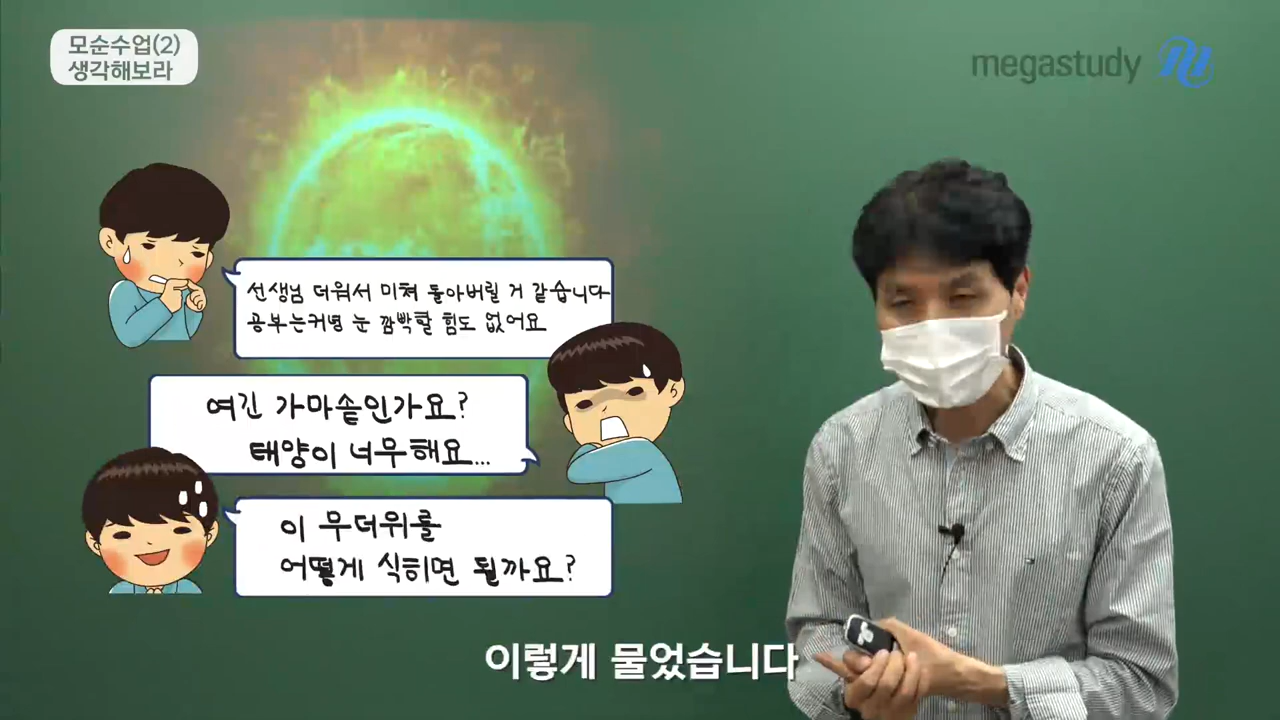 모순수업(2)
생각해보라
megastudy
선생님 더워서 미쳐 돌아버릴 거 같습니다
공부는커녕 눈 깜박할 힘도 없어요
여긴 가마솥인가요?
태양이 너무해요...
이 무더위를
어떻게 식히면 될까요?
이렇게 물었습니다